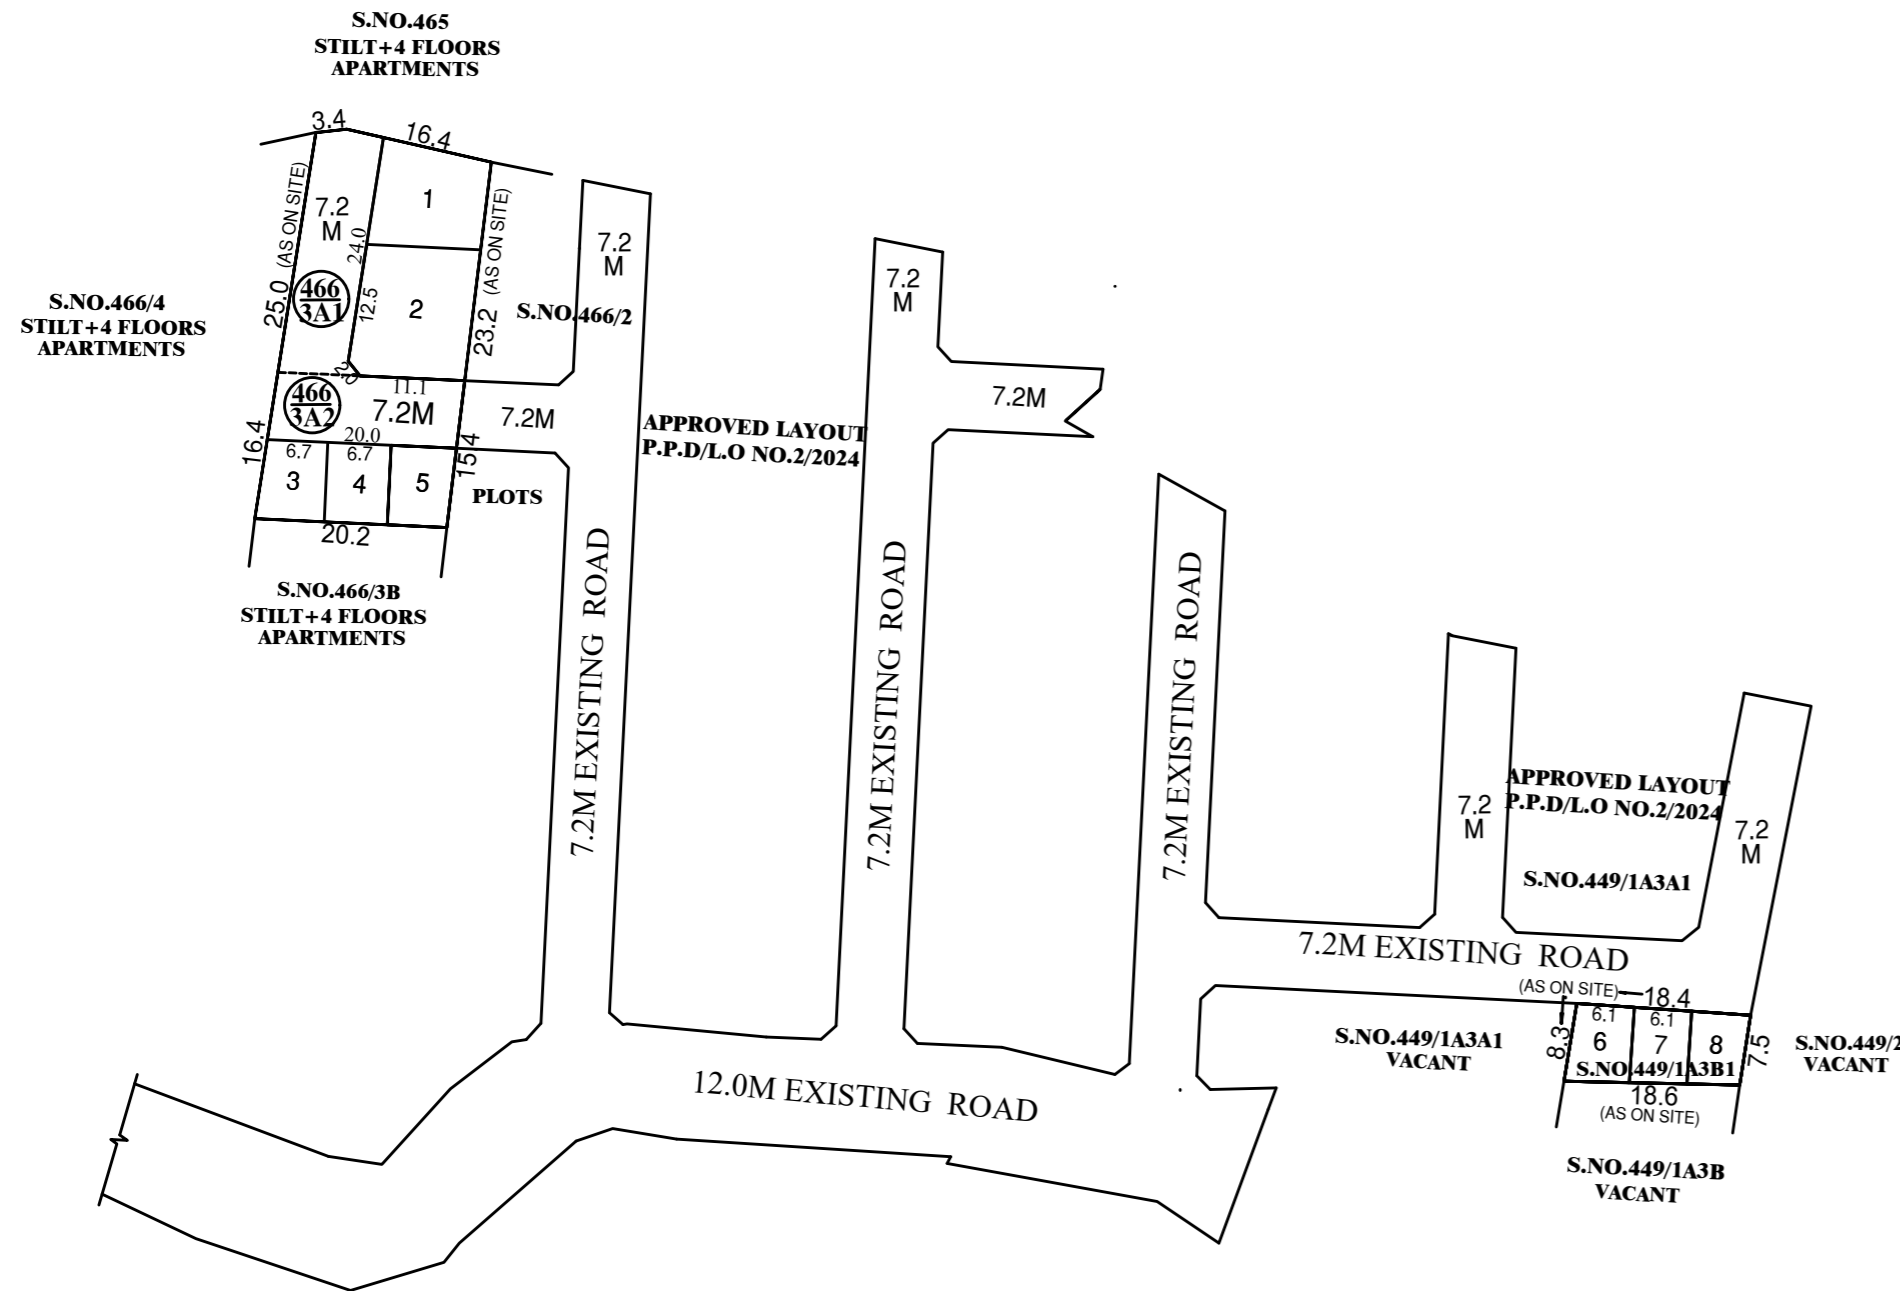 S.NO.465
STILT+4 FLOORS
APARTMENTS
3.4
16.4
1
7.2
M
25.0 (AS ON SITE)
24.0
12.5
2
23.2 (AS ON SITE)
466
3A1
S.NO.466/4
STILT+4 FLOORS
APARTMENTS
S.NO.466/2
2.0
11.1
466
3A2
7.2M
7.2M
20.0
16.4
15.4
6.7
6.7
3
4
5
PLOTS
20.2
S.NO.466/3B
STILT+4 FLOORS
APARTMENTS
7.2
M
7.2
M
7.2M
APPROVED LAYOUT
P.P.D/L.O NO.2/2024
7.2M EXISTING ROAD
7.2M EXISTING ROAD
7.2M EXISTING ROAD
7.2
M
APPROVED LAYOUT
P.P.D/L.O NO.2/2024
7.2
M
S.NO.449/1A3A1
7.2M EXISTING ROAD
(AS ON SITE)
18.4
6.1
6.1
8.3
6
7
8
7.5
S.NO.449/1A3B1
18.6
(AS ON SITE)
S.NO.449/1A3A1
VACANT
S.NO.449/2
VACANT
S.NO.449/1A3B
VACANT
12.0M EXISTING ROAD